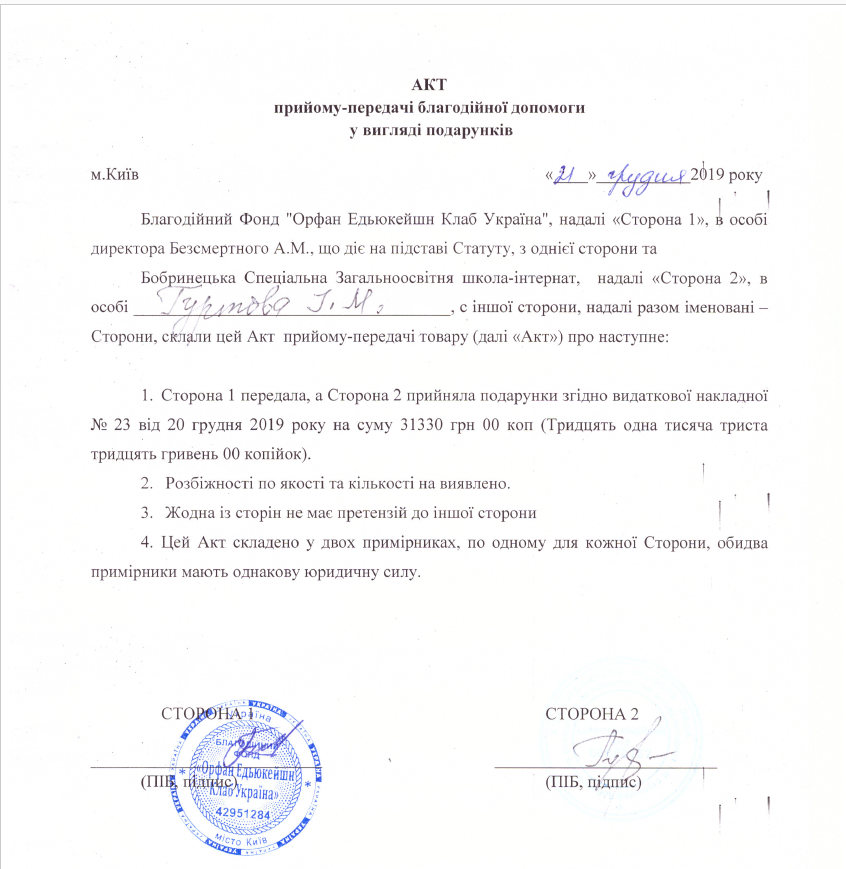 АКТ
прийому-передачі благодійної допомоги
у вигляді подарунків
м.Київ «21» грудня 2019 року
Благодійний Фонд "Орфан Едьюкейшн Клаб Україна", надалі «Сторона 1», в особі
директора Безсмертного А.М., що діє на підставі Статуту, з однієї сторони та
Бобринецька Спеціальна Загальноосвітня школа-інтернат, надалі «Сторона 2», в
особі І. М. , с іншої сторони, надалі разом іменовані –
Сторони, склали цей Акт прийому-передачі товару (далі «Акт») про наступне:
1. Сторона 1 передала, а Сторона 2 прийняла подарунки згідно видаткової накладної
№ 23 від 20 грудня 2019 року на суму 31330 грн 00 коп (Тридцять одна тисяча триста
тридцять гривень 00 копійок).
2. Розбіжності по якості та кількості на виявлено.
3. Жодна із сторін не має претензій до іншої сторони
4. Цей Акт складено у двох примірниках, по одному для кожної Сторони, обидва
примірники мають однакову юридичну силу.
СТОРОНА 1 СТОРОНА 2
(ПІБ, підпис) (ПІБ, підпис)
Україна
БЛАГОДІЙНИЙ
ФОНД
«Орфан Едьюкейшн
Клаб Україна»
42951284
місто Київ